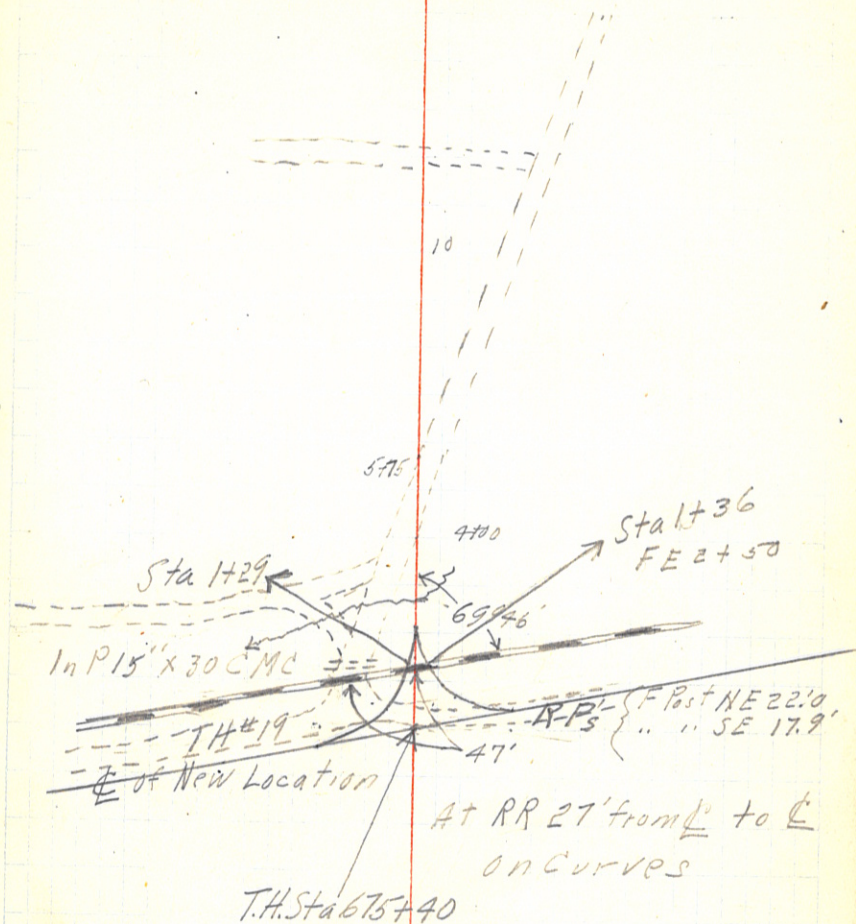 10
5+75
4+00
Sta 1+36
FE 2+50
Sta 1+29
69°46'
In P 15" X 30 CMC
R-P's { F Post NE 22.0'
" " SE 17.9'
TH#19
47'
℄ of New Location
At RR 27' from ℄ to ℄
on Curves
T.H. Sta 675+40